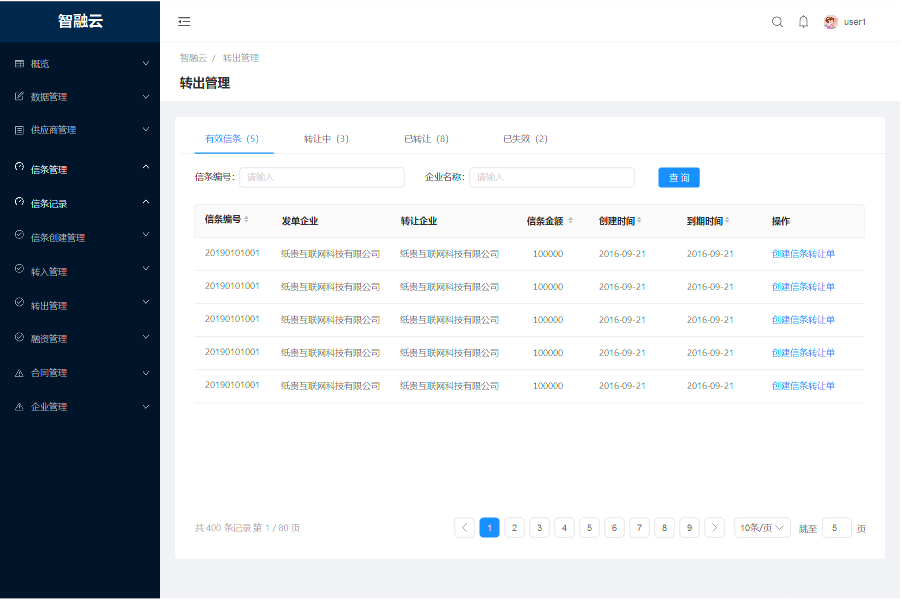 智融云
user1
概览
数据管理
供应商管理
信条管理
信条记录
信条创建管理
转入管理
转出管理
融资管理
合同管理
企业管理
智融云 / 转出管理
转出管理
有效信条（5） 转让中（3） 已转让（8） 已失效（2）
信条编号: 请输入 企业名称: 请输入 查 询
信条编号 发单企业 转让企业 信条金额 创建时间 到期时间 操作
20190101001 纸贵互联网科技有限公司 纸贵互联网科技有限公司 100000 2016-09-21 2016-09-21 创建信条转让单
20190101001 纸贵互联网科技有限公司 纸贵互联网科技有限公司 100000 2016-09-21 2016-09-21 创建信条转让单
20190101001 纸贵互联网科技有限公司 纸贵互联网科技有限公司 100000 2016-09-21 2016-09-21 创建信条转让单
20190101001 纸贵互联网科技有限公司 纸贵互联网科技有限公司 100000 2016-09-21 2016-09-21 创建信条转让单
20190101001 纸贵互联网科技有限公司 纸贵互联网科技有限公司 100000 2016-09-21 2016-09-21 创建信条转让单
共 400 条记录 第 1 / 80 页 1 2 3 4 5 6 7 8 9 10条/页 跳至 5 页